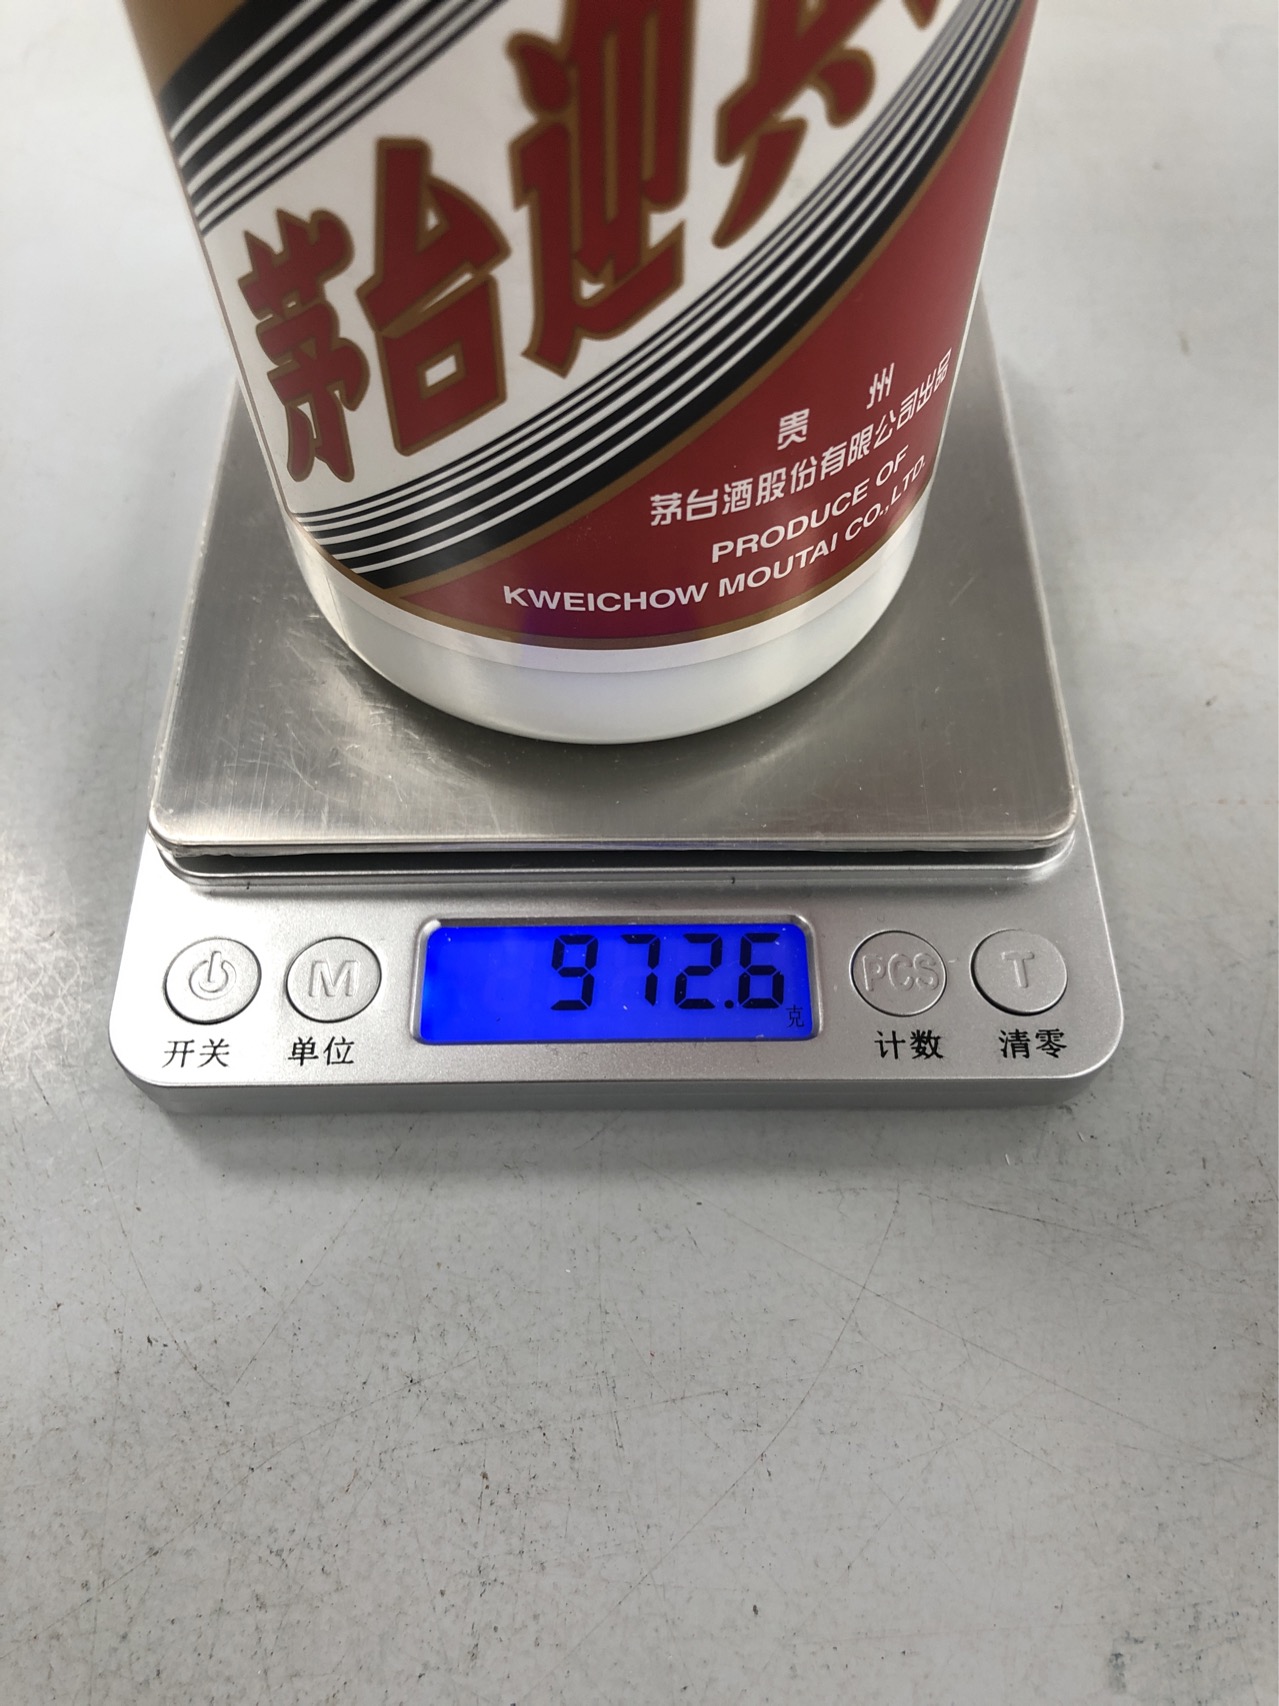 茅台迎
贵 州
茅台酒股份有限公司出品
PRODUCE OF
KWEICHOW MOUTAI CO.,LTD.
972.6
克
M
PCS
T
开关
单位
计数
清零